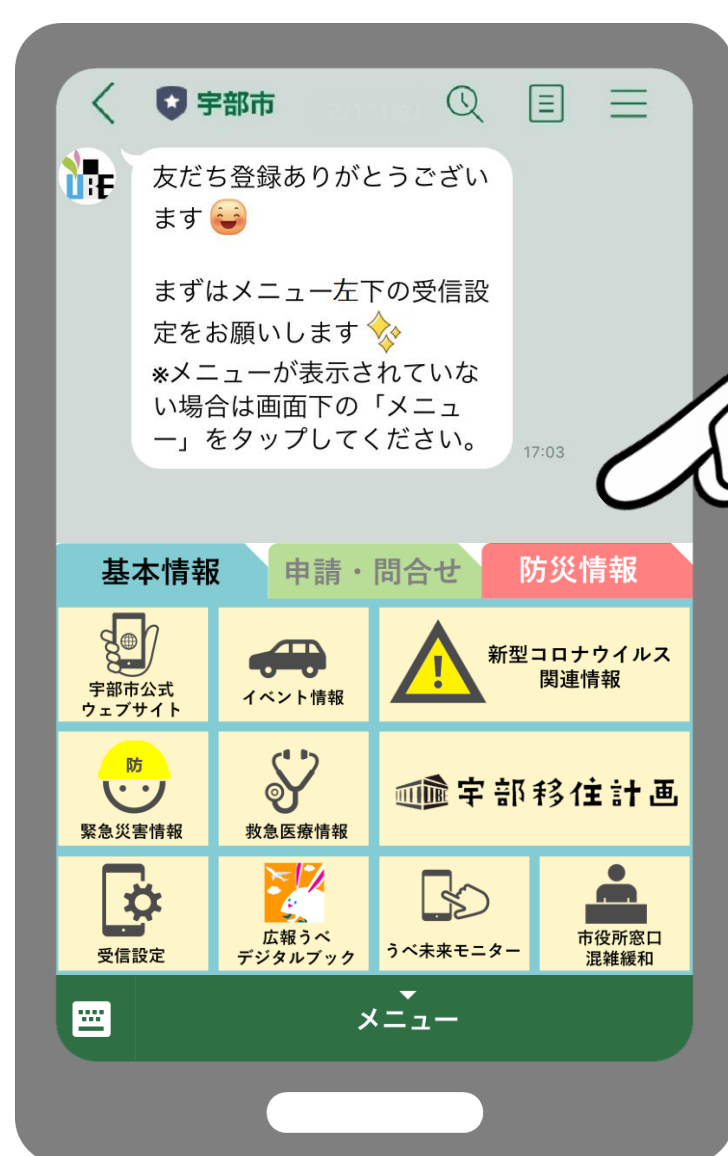 宇部市
UBE
友だち登録ありがとうござい
ます
まずはメニュー左下の受信設
定をお願いします
※メニューが表示されていな
い場合は画面下の「メニュ
ー」をタップしてください。
17:03
基本情報
申請・問合せ
防災情報
宇部市公式
ウェブサイト
イベント情報
新型コロナウイルス
関連情報
防
緊急災害情報
救急医療情報
UBE
宇部移住計画
受信設定
広報うべ
デジタルブック
うべ未来モニター
市役所窓口
混雑緩和
メニュー